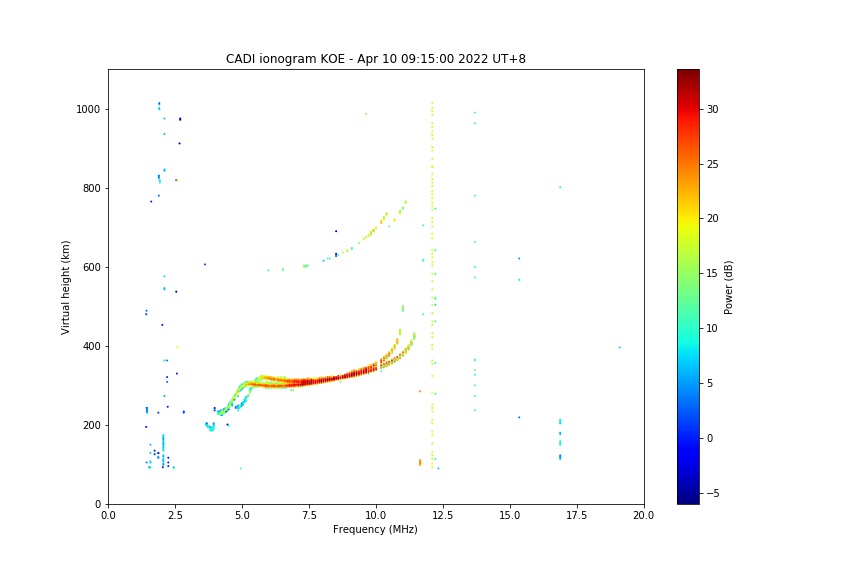 CADI ionogram KOE - Apr 10 09:15:00 2022 UT+8
Virtual height (km)
1000
800
600
400
200
0
0.0 2.5 5.0 7.5 10.0 12.5 15.0 17.5 20.0
Frequency (MHz)
30
25
20
15
10
5
0
−5
Power (dB)